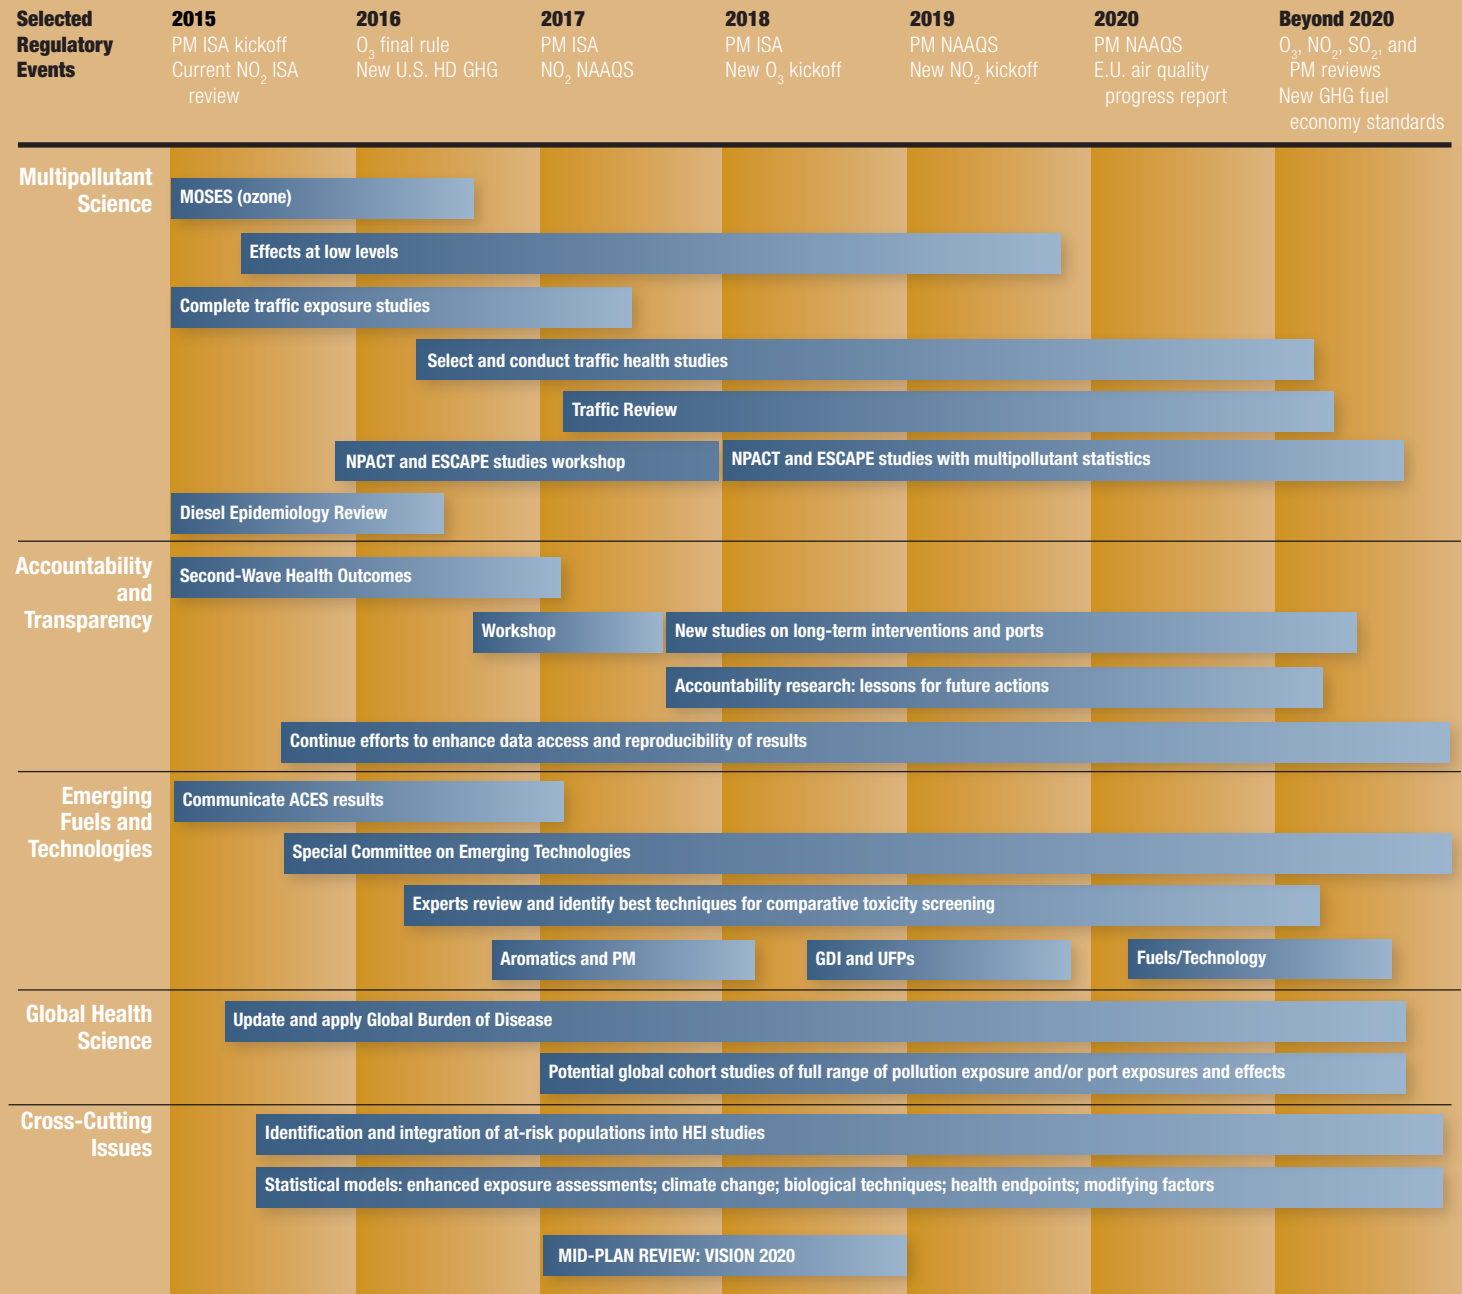 Selected
Regulatory
Events
2015
PM ISA kickoff
Current NO2 ISA
review
2016
O3 final rule
New U.S. HD GHG
2017
PM ISA
NO2 NAAQS
2018
PM ISA
New O3 kickoff
2019
PM NAAQS
New NO2 kickoff
2020
PM NAAQS
E.U. air quality
progress report
Beyond 2020
O3, NO2, SO2, and
PM reviews
New GHG fuel
economy standards
Multipollutant
Science
MOSES (ozone)
Effects at low levels
Complete traffic exposure studies
Select and conduct traffic health studies
Traffic Review
NPACT and ESCAPE studies workshop
NPACT and ESCAPE studies with multipollutant statistics
Diesel Epidemiology Review
Accountability
and
Transparency
Second-Wave Health Outcomes
Workshop
New studies on long-term interventions and ports
Accountability research: lessons for future actions
Continue efforts to enhance data access and reproducibility of results
Emerging
Fuels and
Technologies
Communicate ACES results
Special Committee on Emerging Technologies
Experts review and identify best techniques for comparative toxicity screening
Aromatics and PM
GDI and UFPs
Fuels/Technology
Global Health
Science
Update and apply Global Burden of Disease
Potential global cohort studies of full range of pollution exposure and/or port exposures and effects
Cross-Cutting
Issues
Identification and integration of at-risk populations into HEI studies
Statistical models: enhanced exposure assessments; climate change; biological techniques; health endpoints; modifying factors
MID-PLAN REVIEW: VISION 2020